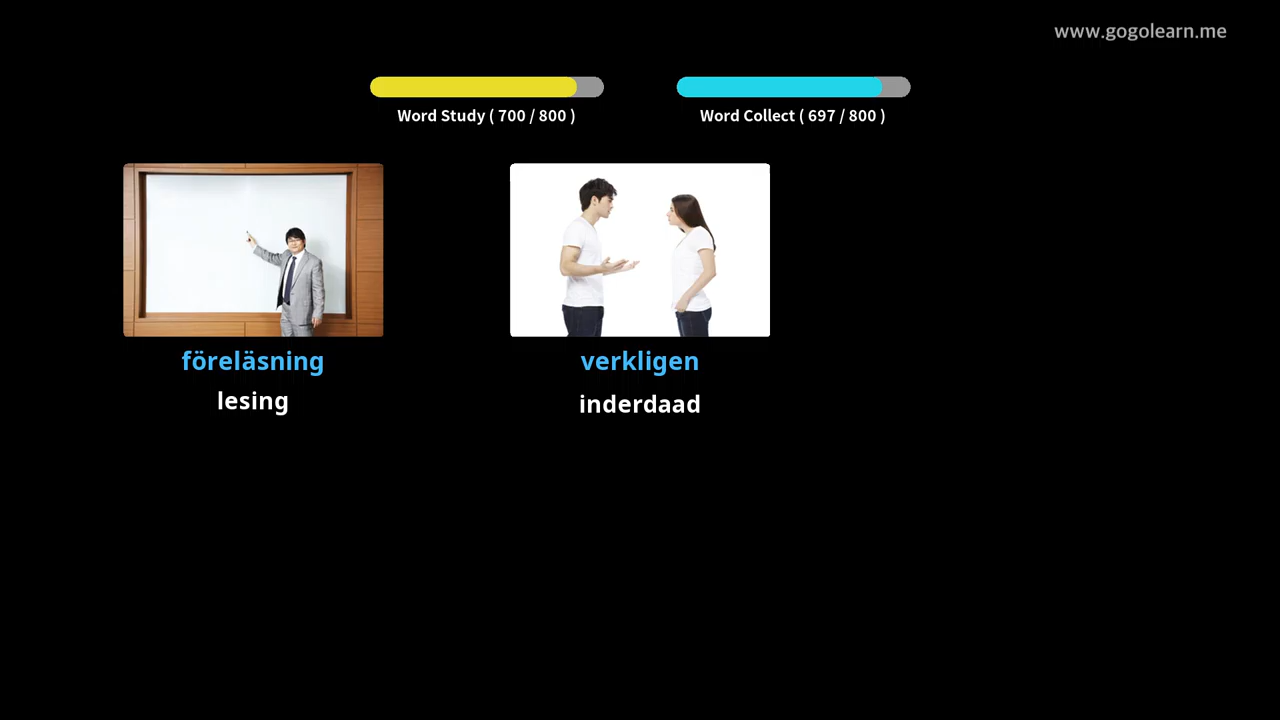 www.gogolearn.me
Word Study ( 700 / 800 )
Word Collect ( 697 / 800 )
föreläsning
lesing
verkligen
inderdaad